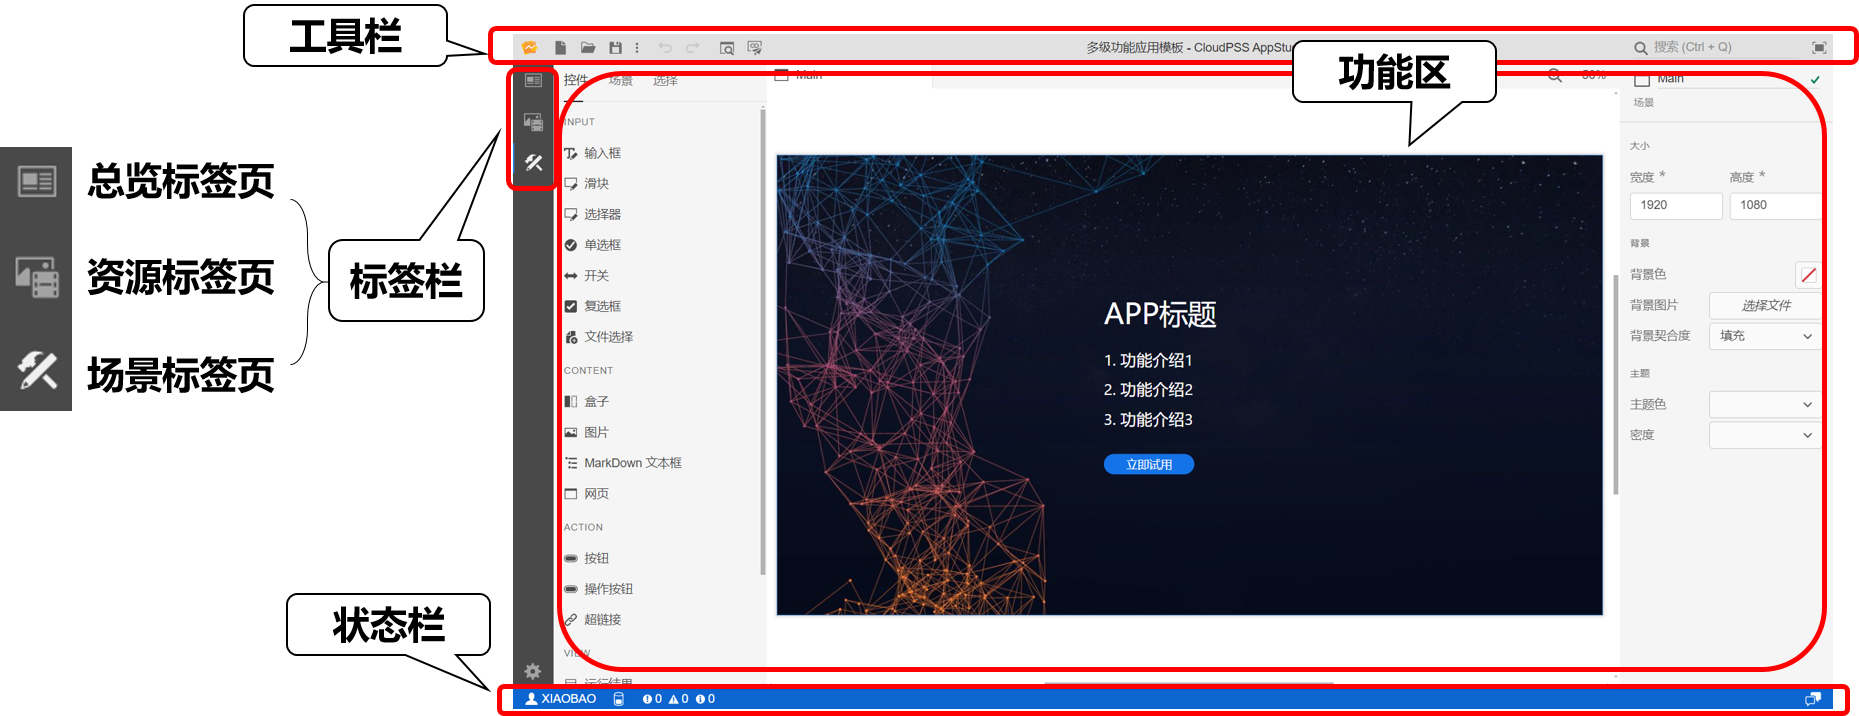 工具栏
多级功能应用模板 - CloudPSS AppStu
搜索 (Ctrl + Q)
功能区
控件
场景
选择
Main
50%
Main
场景
INPUT
输入框
滑块
选择器
单选框
开关
复选框
文件选择
CONTENT
盒子
图片
MarkDown 文本框
网页
ACTION
按钮
操作按钮
超链接
VIEW
运行结果
总览标签页
资源标签页
场景标签页
标签栏
状态栏
APP标题
1. 功能介绍1
2. 功能介绍2
3. 功能介绍3
立即试用
大小
宽度 *
高度 *
1920
1080
背景
背景色
背景图片
选择文件
背景契合度
填充
主题
主题色
密度
XIAOBAO
0
0
0